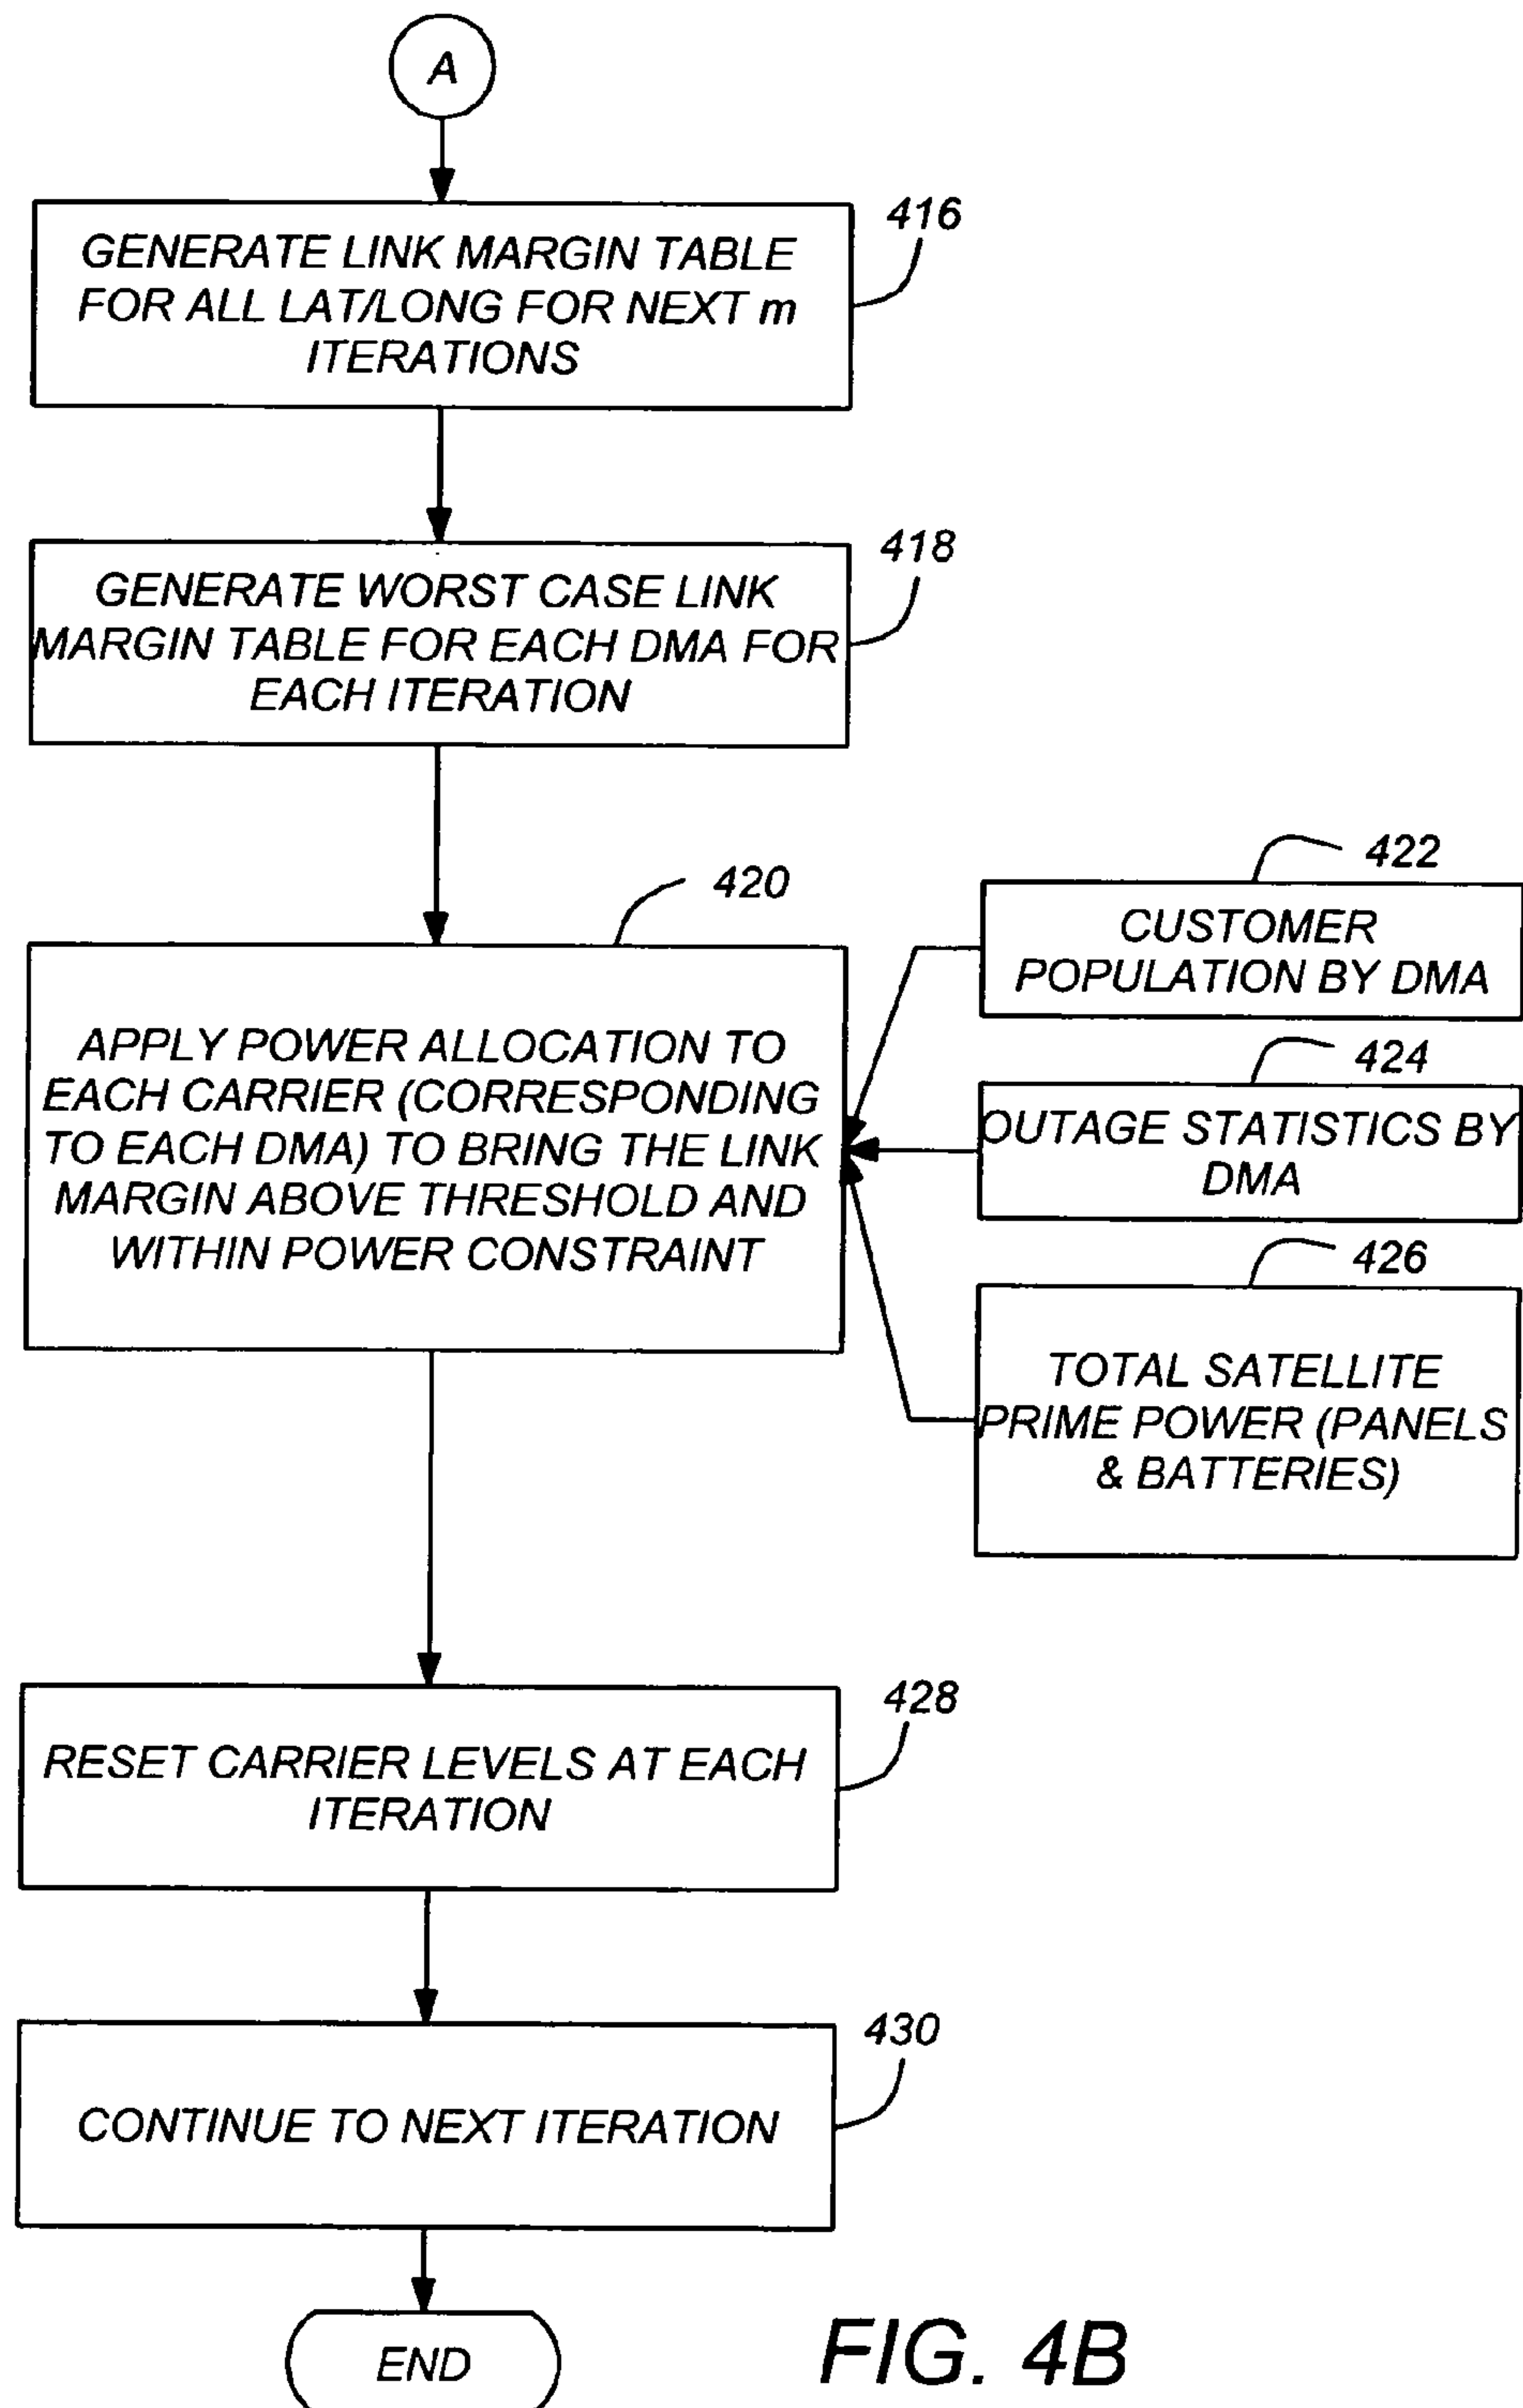 A
416
GENERATE LINK MARGIN TABLE
FOR ALL LAT/LONG FOR NEXT m
ITERATIONS
418
GENERATE WORST CASE LINK
MARGIN TABLE FOR EACH DMA FOR
EACH ITERATION
420
APPLY POWER ALLOCATION TO
EACH CARRIER (CORRESPONDING
TO EACH DMA) TO BRING THE LINK
MARGIN ABOVE THRESHOLD AND
WITHIN POWER CONSTRAINT
422
CUSTOMER
POPULATION BY DMA
424
OUTAGE STATISTICS BY
DMA
426
TOTAL SATELLITE
PRIME POWER (PANELS
& BATTERIES)
428
RESET CARRIER LEVELS AT EACH
ITERATION
430
CONTINUE TO NEXT ITERATION
END
FIG. 4B